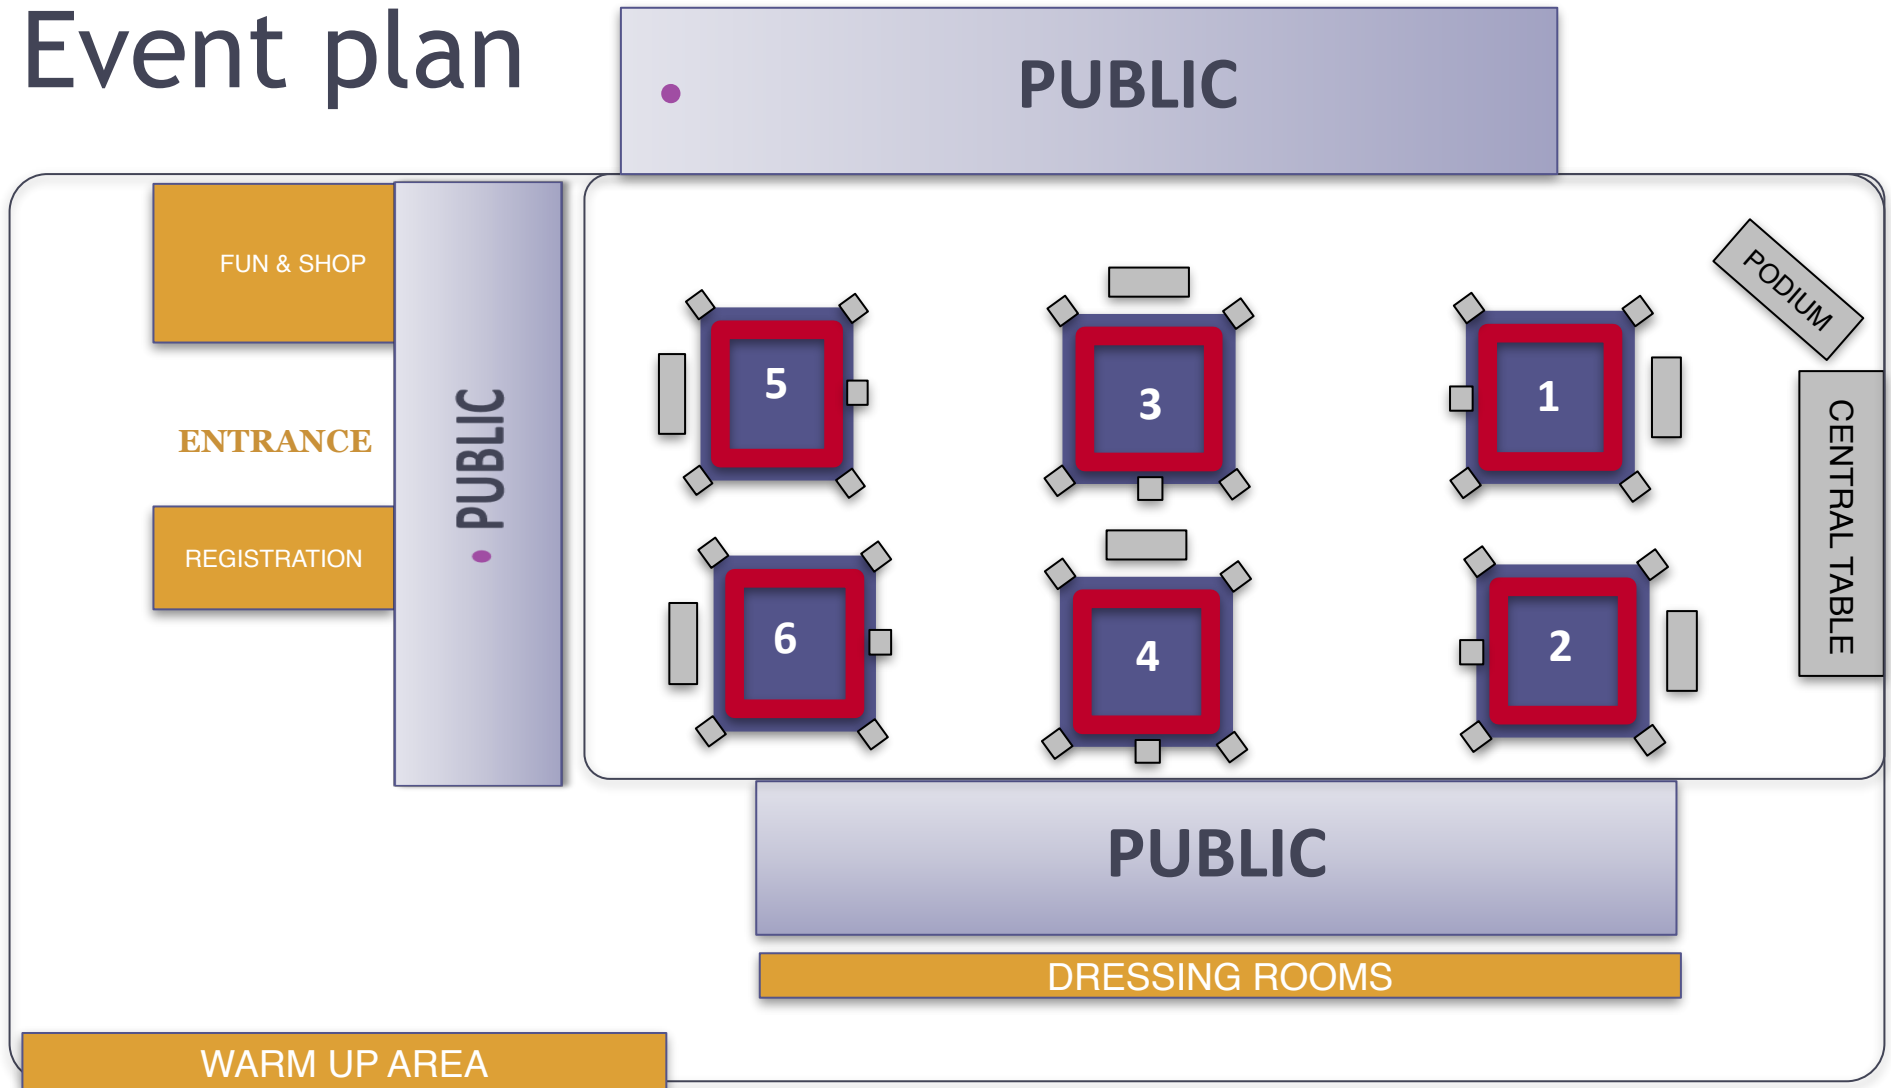 Event plan
• PUBLIC
FUN & SHOP
ENTRANCE
REGISTRATION
• PUBLIC
5
3
1
6
4
2
PODIUM
CENTRAL TABLE
PUBLIC
DRESSING ROOMS
WARM UP AREA